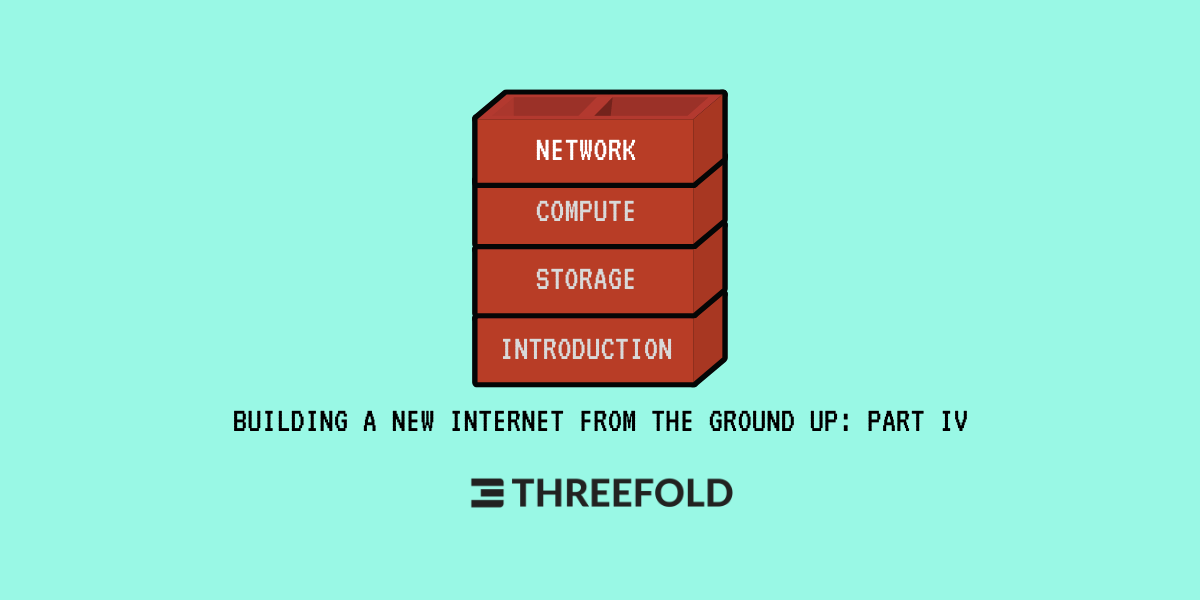 NETWORK
COMPUTE
STORAGE
INTRODUCTION
BUILDING A NEW INTERNET FROM THE GROUND UP: PART IV
THREEFOLD